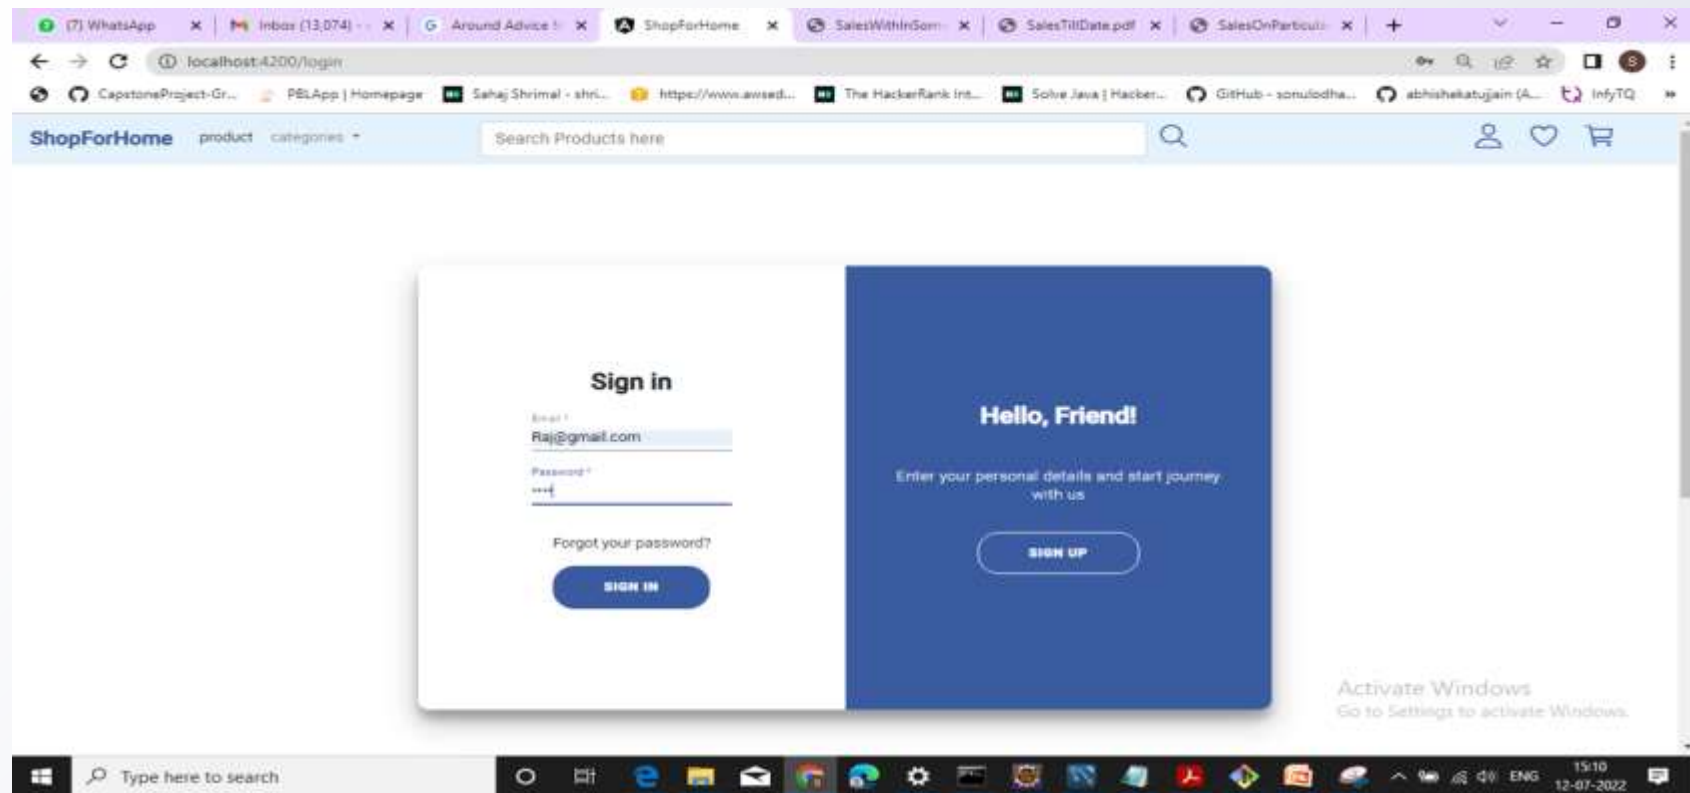 (7) WhatsApp
Inbox (13,074) -
Around Advice
ShopForHome
SalesWithInSom
SalesTillDate.pdf
SalesOnParticul
localhost:4200/login
CapstoneProject-Gr...
PBLApp | Homepage
Sahaj Shrimal - shri...
https://www.awsed...
The HackerRank Int...
Solve Java | Hacker...
GitHub - sonulodha...
abhishekatujjain (A...
InfyTQ
»
ShopForHome
product
categories
Search Products here
Sign in
Email *
Raj@gmail.com
Password *
Forgot your password?
SIGN IN
Hello, Friend!
Enter your personal details and start journey
with us
SIGN UP
Activate Windows
Go to Settings to activate Windows.
Type here to search
ENG
15:10
12-07-2022